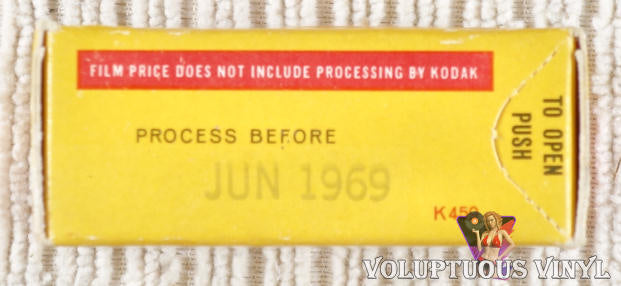 FILM PRICE DOES NOT INCLUDE PROCESSING BY KODAK
PROCESS BEFORE
JUN 1969
TO OPEN
PUSH
VOLUPTUOUS VINYL